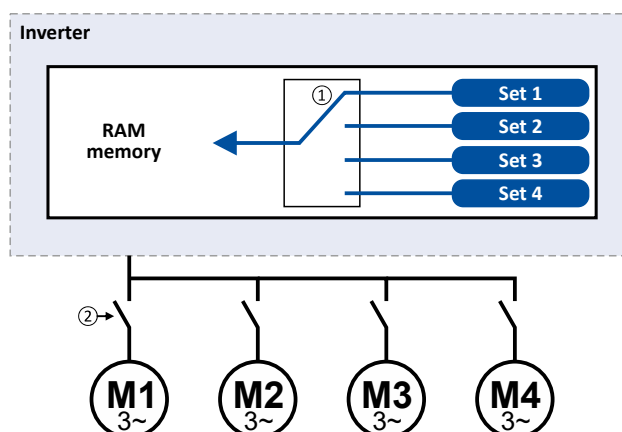 Inverter
①
Set 1
RAM
memory
Set 2
Set 3
Set 4
②
M1 M2 M3 M4
3~ 3~ 3~ 3~